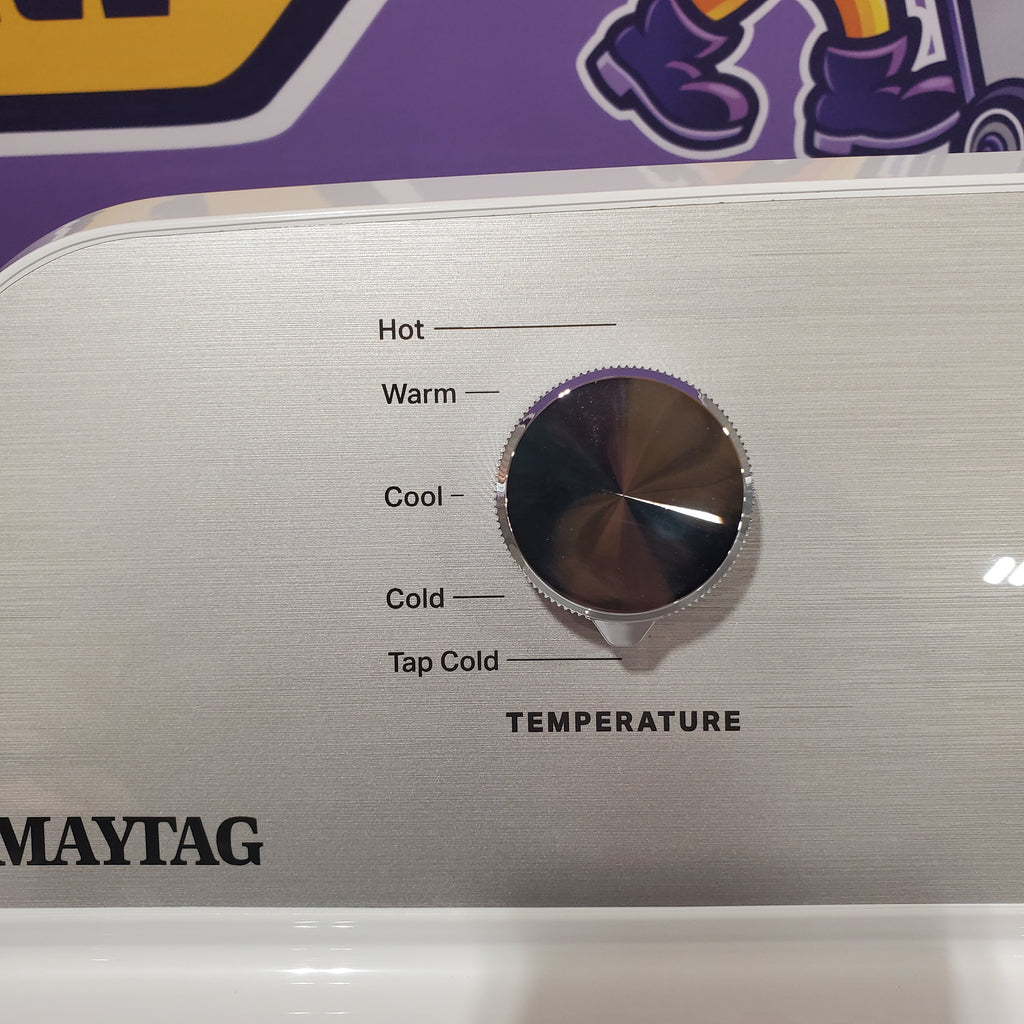 Hot
Warm
Cool
Cold
Tap Cold
TEMPERATURE
MAYTAG